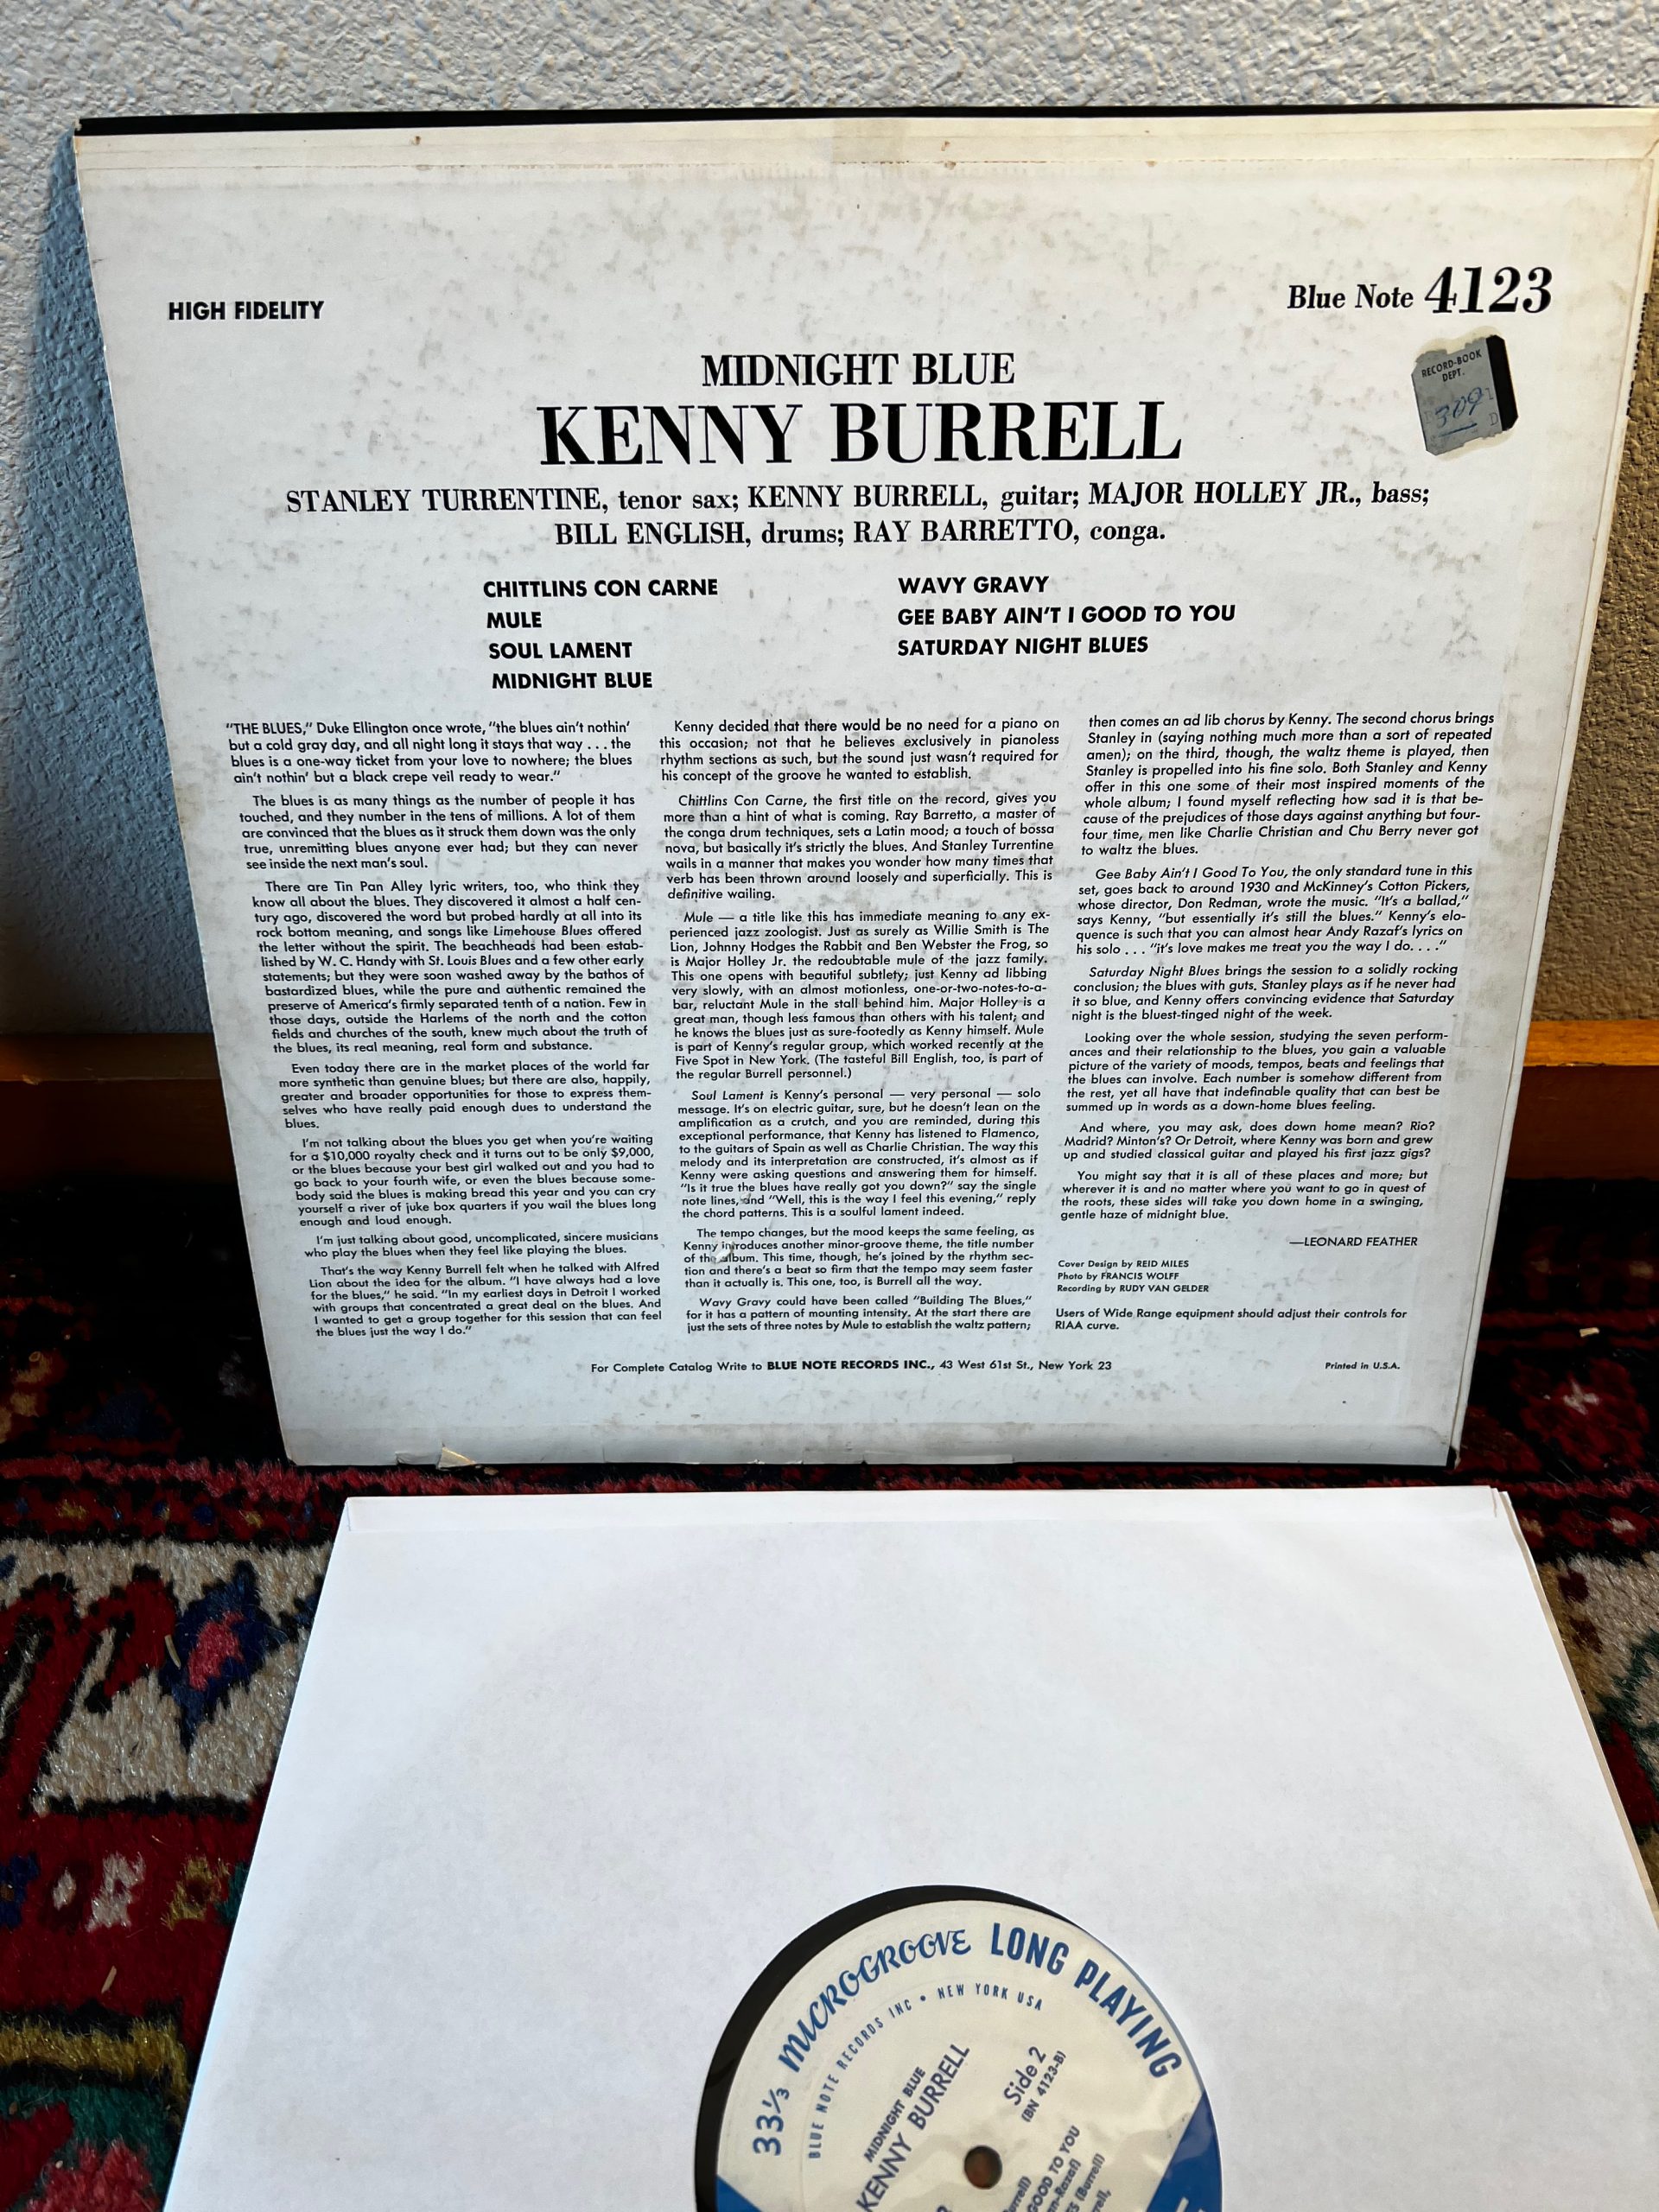 HIGH FIDELITY
Blue Note 4123
RECORD-BOOK
DEPT.
309
D
MIDNIGHT BLUE
KENNY BURRELL
STANLEY TURRENTINE, tenor sax; KENNY BURRELL, guitar; MAJOR HOLLEY JR., bass;
BILL ENGLISH, drums; RAY BARRETTO, conga.
CHITTLINS CON CARNE
MULE
SOUL LAMENT
MIDNIGHT BLUE
WAVY GRAVY
GEE BABY AIN'T I GOOD TO YOU
SATURDAY NIGHT BLUES
"THE BLUES," Duke Ellington once wrote, "the blues ain't nothin'
but a cold gray day, and all night long it stays that way . . . the
blues is a one-way ticket from your love to nowhere; the blues
ain't nothin' but a black crepe veil ready to wear."
The blues is as many things as the number of people it has
touched, and they number in the tens of millions. A lot of them
are convinced that the blues as it struck them down was the only
true, unremitting blues anyone ever had; but they can never
see inside the next man's soul.
There are Tin Pan Alley lyric writers, too, who think they
know all about the blues. They discovered it almost a half cen-
tury ago, discovered the word but probed hardly at all into its
rock bottom meaning, and songs like Limehouse Blues offered
the letter without the spirit. The beachheads had been estab-
lished by W. C. Handy with St. Louis Blues and a few other early
statements; but they were soon washed away by the bathos of
bastardized blues, while the pure and authentic remained the
preserve of America's firmly separated tenth of a nation. Few in
those days, outside the Harlems of the north and the cotton
fields and churches of the south, knew much about the truth of
the blues, its real meaning, real form and substance.
Even today there are in the market places of the world far
more synthetic than genuine blues; but there are also, happily,
greater and broader opportunities for those to express them-
selves who have really paid enough dues to understand the
blues.
I'm not talking about the blues you get when you're waiting
for a $10,000 royalty check and it turns out to be only $9,000,
or the blues because your best girl walked out and you had to
go back to your fourth wife, or even the blues because some-
body said the blues is making bread this year and you can cry
yourself a river of juke box quarters if you wail the blues long
enough and loud enough.
I'm just talking about good, uncomplicated, sincere musicians
who play the blues when they feel like playing the blues.
That's the way Kenny Burrell felt when he talked with Alfred
Lion about the idea for the album. "I have always had a love
for the blues," he said. "In my earliest days in Detroit I worked
with groups that concentrated a great deal on the blues. And
I wanted to get a group together for this session that can feel
the blues just the way I do."
Kenny decided that there would be no need for a piano on
this occasion; not that he believes exclusively in pianoless
rhythm sections as such, but the sound just wasn't required for
his concept of the groove he wanted to establish.
Chittlins Con Carne, the first title on the record, gives you
more than a hint of what is coming. Ray Barretto, a master of
the conga drum techniques, sets a Latin mood; a touch of bossa
nova, but basically it's strictly the blues. And Stanley Turrentine
wails in a manner that makes you wonder how many times that
verb has been thrown around loosely and superficially. This is
definitive wailing.
Mule — a title like this has immediate meaning to any ex-
perienced jazz zoologist. Just as surely as Willie Smith is The
Lion, Johnny Hodges the Rabbit and Ben Webster the Frog, so
is Major Holley Jr. the redoubtable mule of the jazz family.
This one opens with beautiful subtlety; just Kenny ad libbing
very slowly, with an almost motionless, one-or-two-notes-to-a-
bar, reluctant Mule in the stall behind him. Major Holley is a
great man, though less famous than others with his talent; and
he knows the blues just as sure-footedly as Kenny himself. Mule
is part of Kenny's regular group, which worked recently at the
Five Spot in New York. (The tasteful Bill English, too, is part of
the regular Burrell personnel.)
Soul Lament is Kenny's personal — very personal — solo
message. It's on electric guitar, sure, but he doesn't lean on the
amplification as a crutch, and you are reminded, during this
exceptional performance, that Kenny has listened to Flamenco,
to the guitars of Spain as well as Charlie Christian. The way this
melody and its interpretation are constructed, it's almost as if
Kenny were asking questions and answering them for himself.
"Is it true the blues have really got you down?" say the single
note lines, and "Well, this is the way I feel this evening," reply
the chord patterns. This is a soulful lament indeed.
The tempo changes, but the mood keeps the same feeling, as
Kenny introduces another minor-groove theme, the title number
of the album. This time, though, he's joined by the rhythm sec-
tion and there's a beat so firm that the tempo may seem faster
than it actually is. This one, too, is Burrell all the way.
Wavy Gravy could have been called "Building The Blues,"
for it has a pattern of mounting intensity. At the start there are
just the sets of three notes by Mule to establish the waltz pattern;
then comes an ad lib chorus by Kenny. The second chorus brings
Stanley in (saying nothing much more than a sort of repeated
amen); on the third, though, the waltz theme is played, then
Stanley is propelled into his fine solo. Both Stanley and Kenny
offer in this one some of their most inspired moments of the
whole album; I found myself reflecting how sad it is that be-
cause of the prejudices of those days against anything but four-
four time, men like Charlie Christian and Chu Berry never got
to waltz the blues.
Gee Baby Ain't I Good To You, the only standard tune in this
set, goes back to around 1930 and McKinney's Cotton Pickers,
whose director, Don Redman, wrote the music. "It's a ballad,"
says Kenny, "but essentially it's still the blues." Kenny's elo-
quence is such that you can almost hear Andy Razaf's lyrics on
his solo . . . "it's love makes me treat you the way I do. . . ."
Saturday Night Blues brings the session to a solidly rocking
conclusion; the blues with guts. Stanley plays as if he never had
it so blue, and Kenny offers convincing evidence that Saturday
night is the bluest-tinged night of the week.
Looking over the whole session, studying the seven perform-
ances and their relationship to the blues, you gain a valuable
picture of the variety of moods, tempos, beats and feelings that
the blues can involve. Each number is somehow different from
the rest, yet all have that indefinable quality that can best be
summed up in words as a down-home blues feeling.
And where, you may ask, does down home mean? Rio?
Madrid? Minton's? Or Detroit, where Kenny was born and grew
up and studied classical guitar and played his first jazz gigs?
You might say that it is all of these places and more; but
wherever it is and no matter where you want to go in quest of
the roots, these sides will take you down home in a swinging,
gentle haze of midnight blue.
—LEONARD FEATHER
Cover Design by REID MILES
Photo by FRANCIS WOLFF
Recording by RUDY VAN GELDER
Users of Wide Range equipment should adjust their controls for
RIAA curve.
For Complete Catalog Write to BLUE NOTE RECORDS INC., 43 West 61st St., New York 23
Printed in U.S.A.
33⅓ MICROGROOVE LONG PLAYING
BLUE NOTE RECORDS INC • NEW YORK USA
MIDNIGHT BLUE
KENNY BURRELL
Side 2
(BN 4123-B)
GOOD TO YOU
(Burrell)